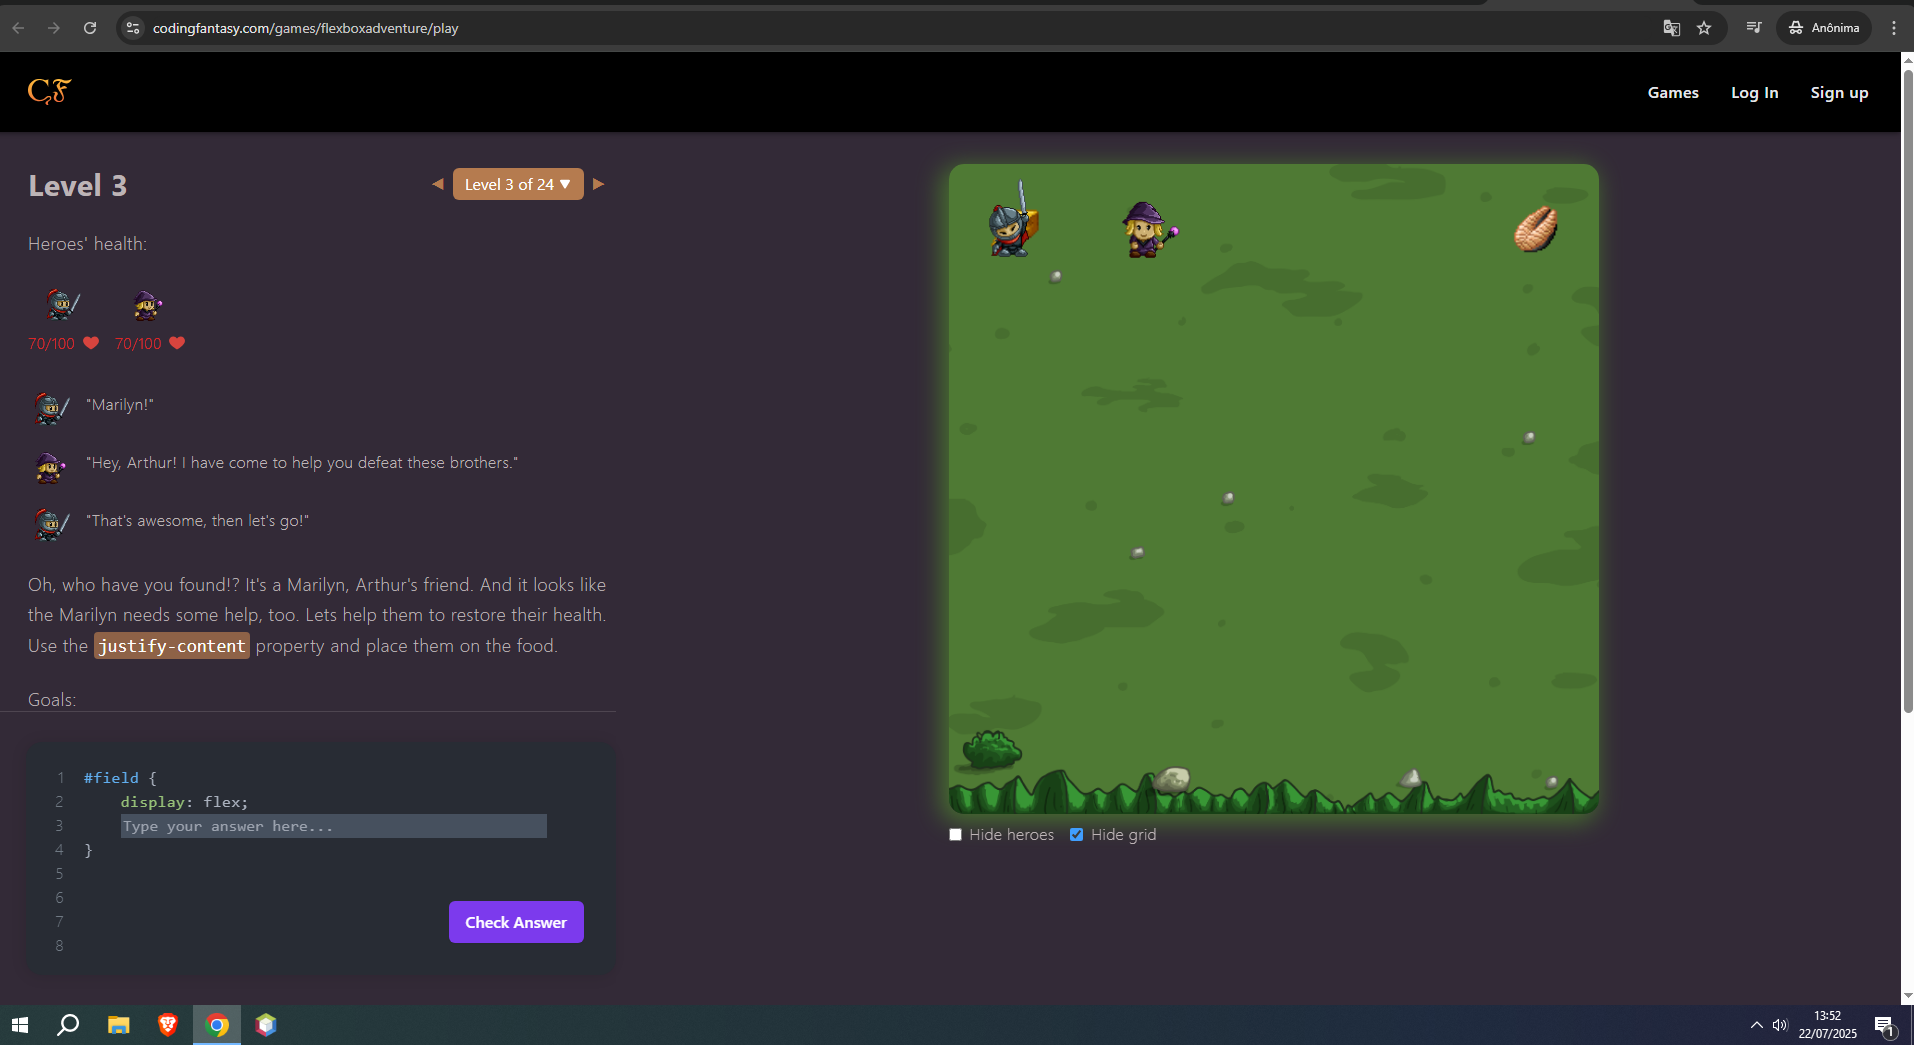 codingfantasy.com/games/flexboxadventure/play
Anônima
CF
Games
Log In
Sign up
Level 3
◀ Level 3 of 24 ▼ ▶
Heroes' health:
70/100
70/100
"Marilyn!"
"Hey, Arthur! I have come to help you defeat these brothers."
"That's awesome, then let's go!"
Oh, who have you found!? It's a Marilyn, Arthur's friend. And it looks like
the Marilyn needs some help, too. Lets help them to restore their health.
Use the justify-content property and place them on the food.
Goals:
1 #field {
2 display: flex;
3 Type your answer here...
4 }
5
6
7
8
Check Answer
Hide heroes
Hide grid
13:52
22/07/2025
1